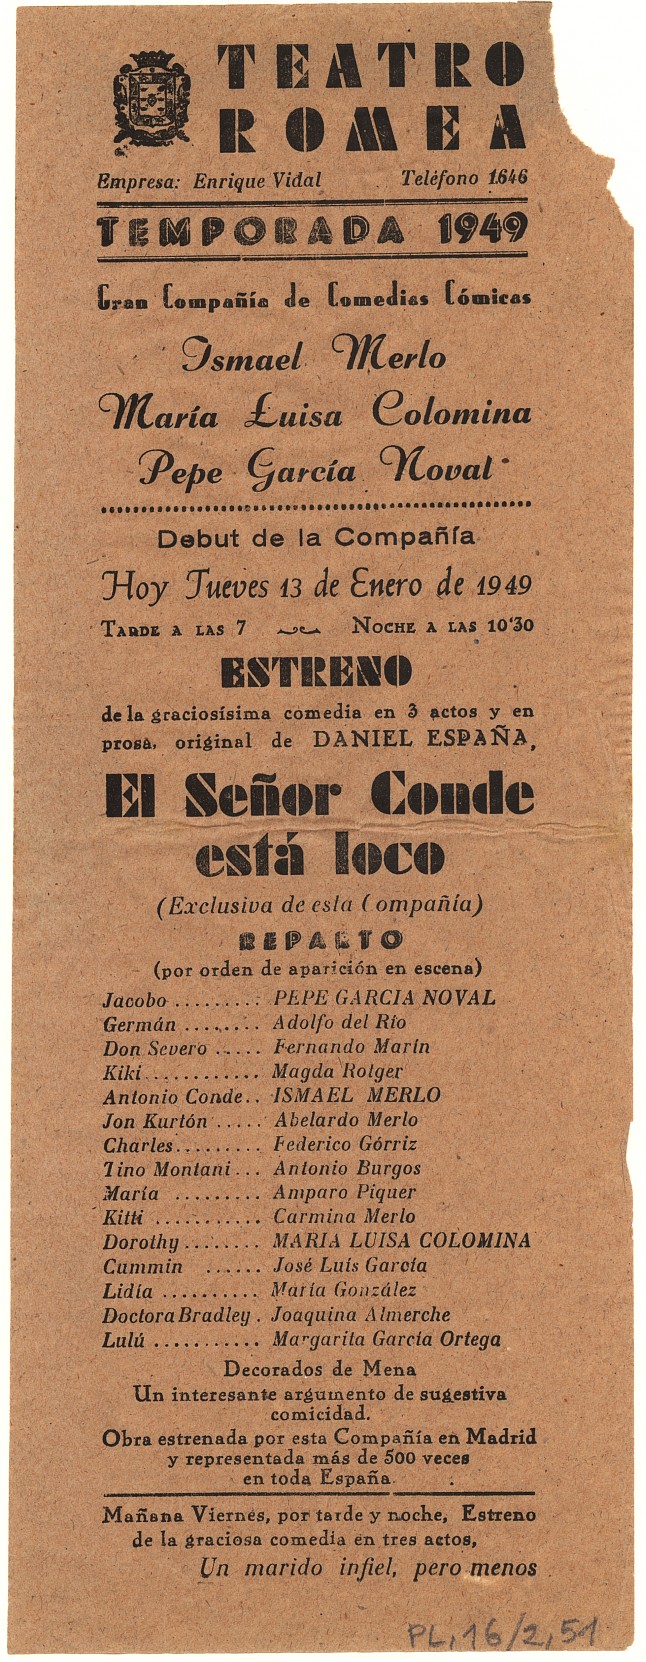 TEATRO
ROMEA
Empresa: Enrique Vidal Teléfono 1646
TEMPORADA 1949
Gran Compañía de Comedias Cómicas
Ismael Merlo
María Luisa Colomina
Pepe García Noval
Debut de la Compañía
Hoy Jueves 13 de Enero de 1949
TARDE A LAS 7 NOCHE A LAS 10'30
ESTRENO
de la graciosísima comedia en 3 actos y en
prosa, original de DANIEL ESPAÑA,
El Señor Conde
está loco
(Exclusiva de esta Compañía)
REPARTO
(por orden de aparición en escena)
Jacobo .........: PEPE GARCIA NOVAL
Germán ........ Adolfo del Río
Don Severo ..... Fernando Marín
Kiki............ Magda Rotger
Antonio Conde.. ISMAEL MERLO
Jon Kurtón ..... Abelardo Merlo
Charles......... Federico Górriz
Tino Montani... Antonio Burgos
María ......... Amparo Piquer
Kitti ........... Carmina Merlo
Dorothy........ MARIA LUISA COLOMINA
Cummin ...... José Luis García
Lidía .......... María González
Doctora Bradley. Joaquina Almerche
Lulú ........... Margarita García Ortega
Decorados de Mena
Un interesante argumento de sugestiva
comicidad.
Obra estrenada por esta Compañía en Madrid
y representada más de 500 veces
en toda España.
Mañana Viernes, por tarde y noche, Estreno
de la graciosa comedia en tres actos,
Un marido infiel, pero menos
PL, 16/2, 51